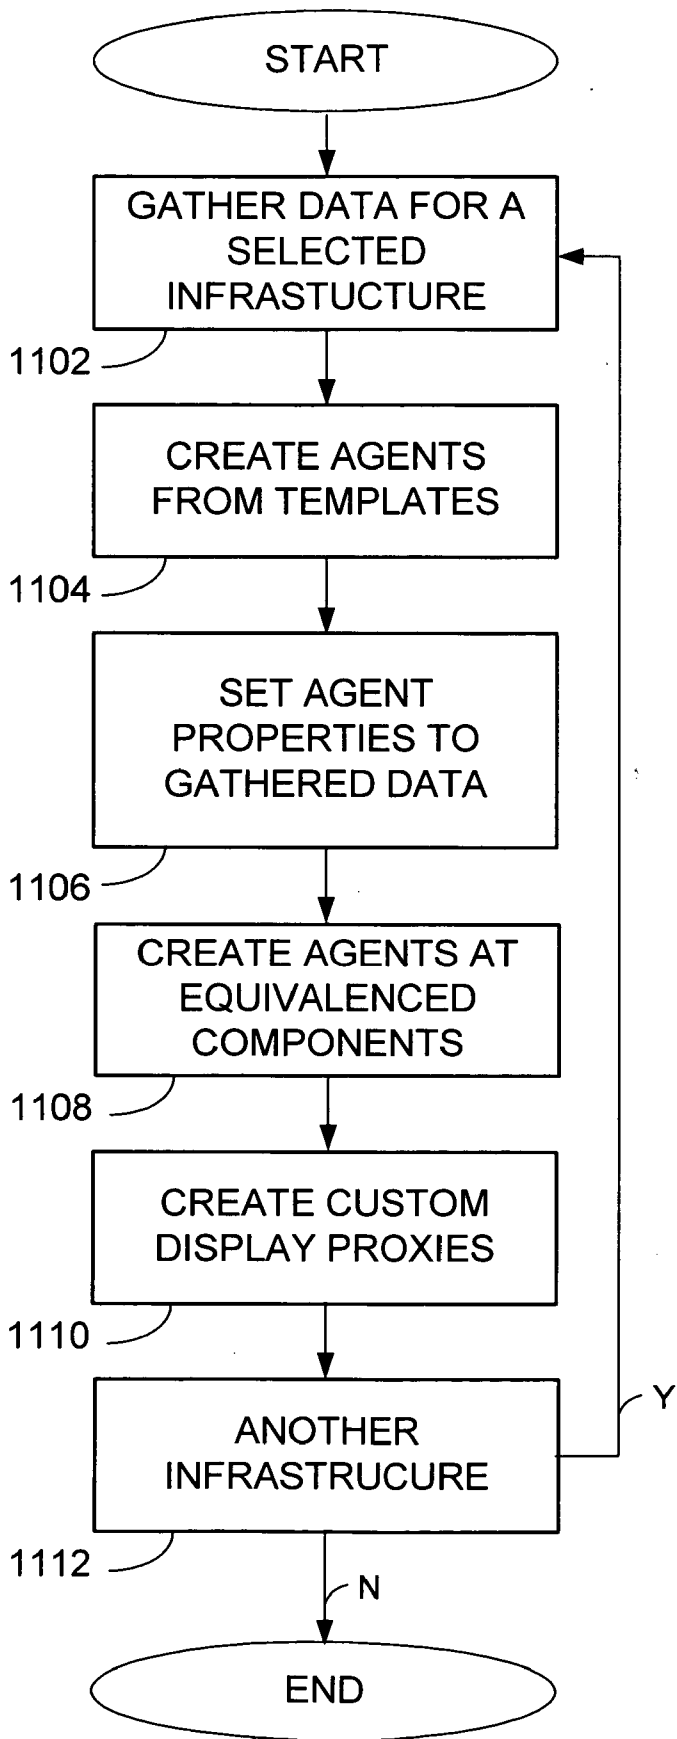 START
GATHER DATA FOR A
SELECTED
INFRASTUCTURE
1102
CREATE AGENTS
FROM TEMPLATES
1104
SET AGENT
PROPERTIES TO
GATHERED DATA
1106
CREATE AGENTS AT
EQUIVALENCED
COMPONENTS
1108
CREATE CUSTOM
DISPLAY PROXIES
1110
ANOTHER
INFRASTRUCURE
Y
1112
N
END